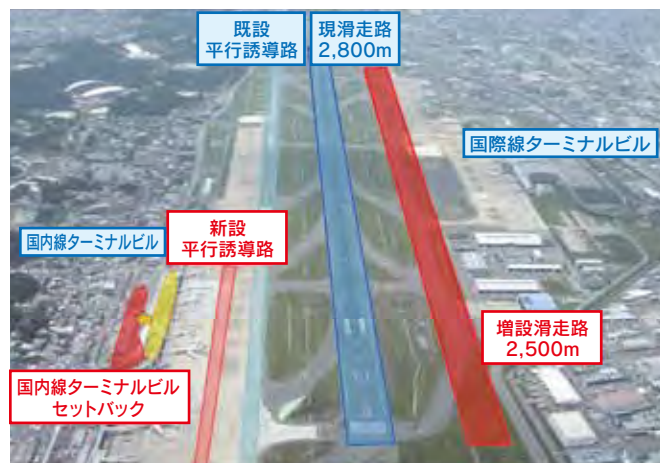 既設
平行誘導路
現滑走路
2,800m
国際線ターミナルビル
国内線ターミナルビル
新設
平行誘導路
増設滑走路
2,500m
国内線ターミナルビル
セットバック